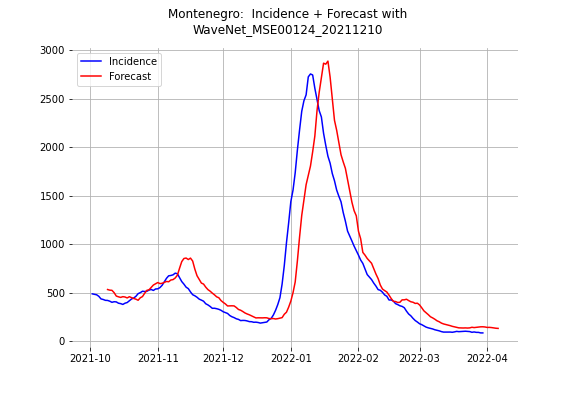 Montenegro:  Incidence + Forecast with
WaveNet_MSE00124_20211210
3000
2500
2000
1500
1000
500
0
Incidence
Forecast
2021-10 2021-11 2021-12 2022-01 2022-02 2022-03 2022-04